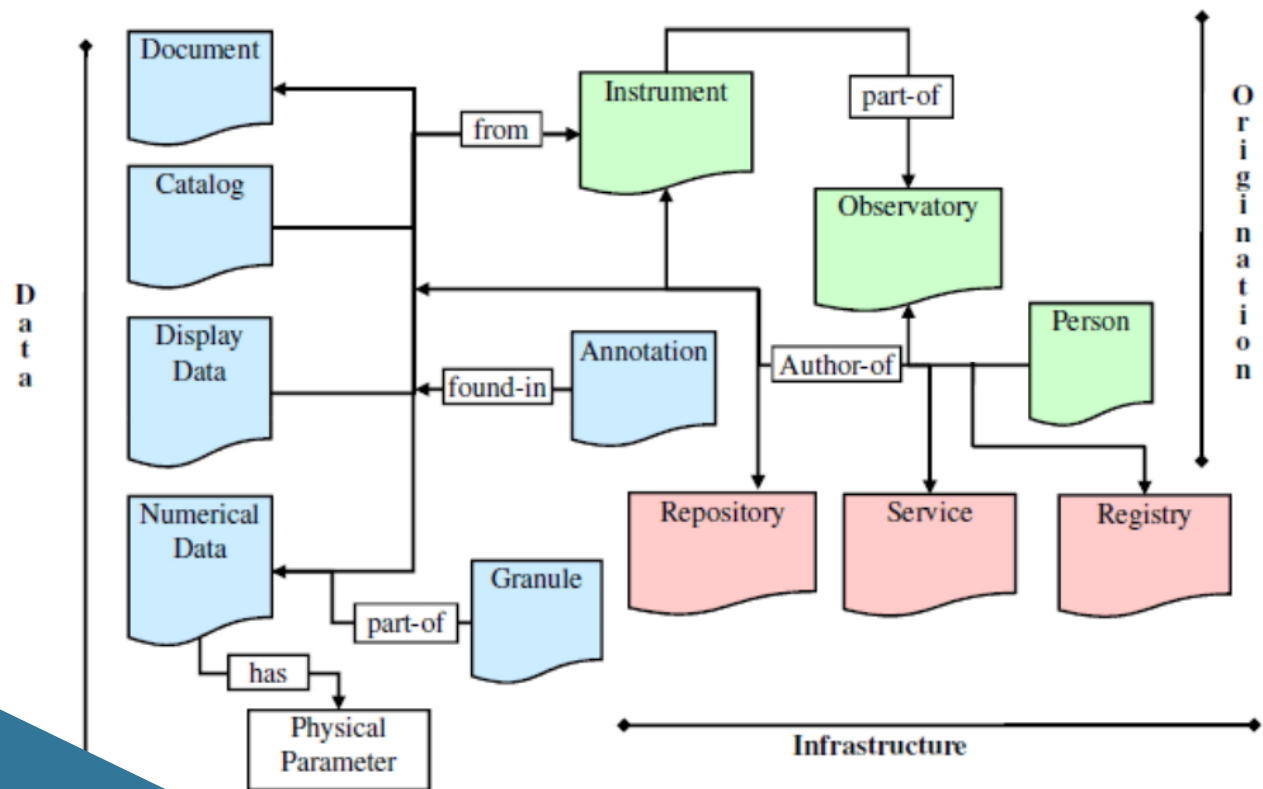 Document
Catalog
Display
Data
Numerical
Data
has
Physical
Parameter
part-of
Granule
found-in
Annotation
from
Instrument
part-of
Observatory
Author-of
Person
Repository
Service
Registry
Data
Origination
Infrastructure